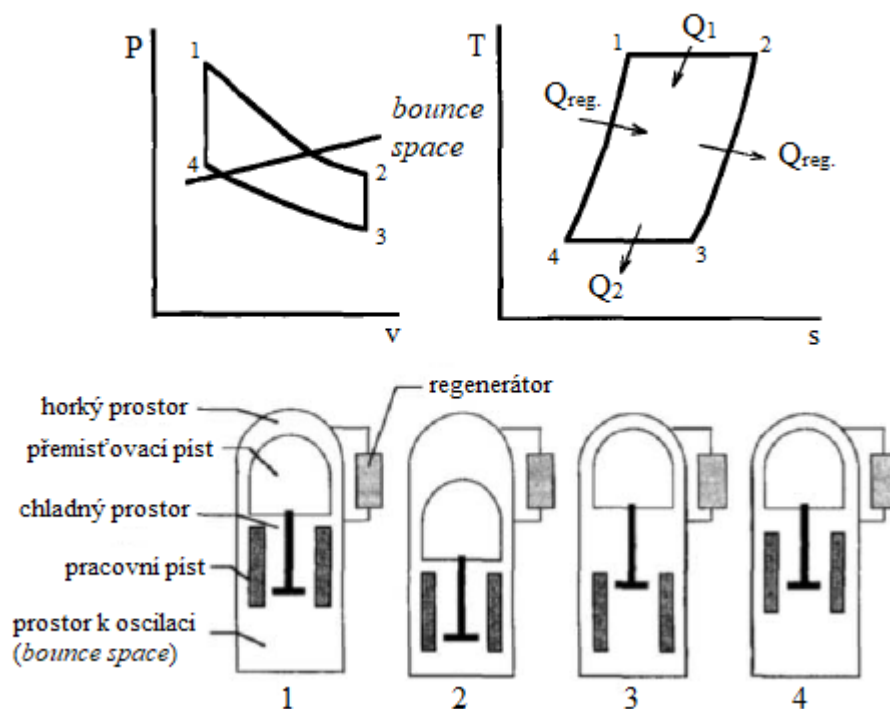 P
1
bounce
space
4
2
3
v
T
1
Q1
2
Qreg.
Qreg.
4
3
Q2
s
regenerátor
horký prostor
přemisťovací píst
chladný prostor
pracovní píst
prostor k oscilaci
(bounce space)
1
2
3
4